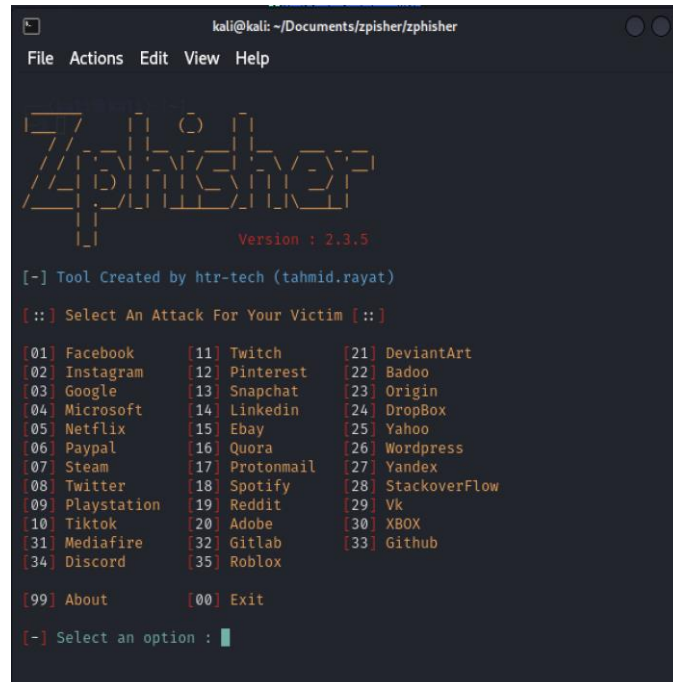 kali@kali: ~/Documents/zpisher/zphisher
File Actions Edit View Help
Zphisher
Version : 2.3.5
[-] Tool Created by htr-tech (tahmid.rayat)
[::] Select An Attack For Your Victim [::]
[01] Facebook [11] Twitch [21] DeviantArt
[02] Instagram [12] Pinterest [22] Badoo
[03] Google [13] Snapchat [23] Origin
[04] Microsoft [14] Linkedin [24] DropBox
[05] Netflix [15] Ebay [25] Yahoo
[06] Paypal [16] Quora [26] Wordpress
[07] Steam [17] Protonmail [27] Yandex
[08] Twitter [18] Spotify [28] StackoverFlow
[09] Playstation [19] Reddit [29] Vk
[10] Tiktok [20] Adobe [30] XBOX
[31] Mediafire [32] Gitlab [33] Github
[34] Discord [35] Roblox
[99] About [00] Exit
[-] Select an option :